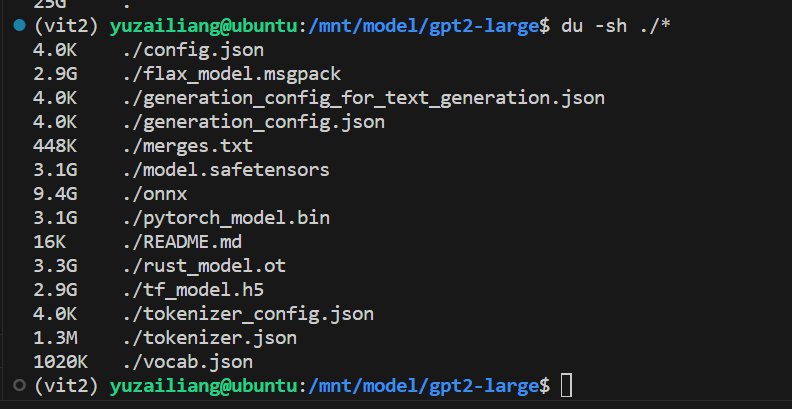 25G .
(vit2) yuzailiang@ubuntu:/mnt/model/gpt2-large$ du -sh ./*
4.0K ./config.json
2.9G ./flax_model.msgpack
4.0K ./generation_config_for_text_generation.json
4.0K ./generation_config.json
448K ./merges.txt
3.1G ./model.safetensors
9.4G ./onnx
3.1G ./pytorch_model.bin
16K ./README.md
3.3G ./rust_model.ot
2.9G ./tf_model.h5
4.0K ./tokenizer_config.json
1.3M ./tokenizer.json
1020K ./vocab.json
(vit2) yuzailiang@ubuntu:/mnt/model/gpt2-large$